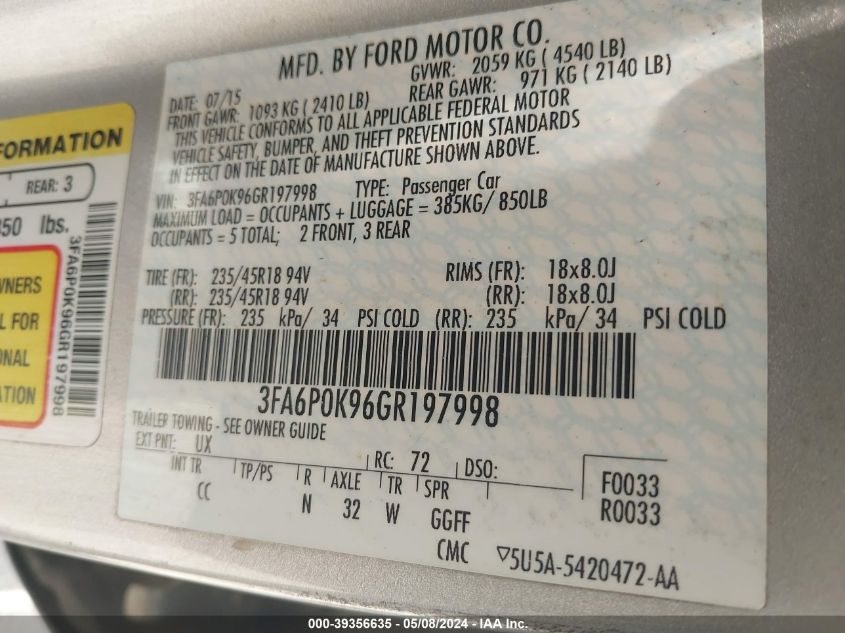 MFD. BY FORD MOTOR CO.
DATE: 07/15 GVWR: 2059 KG ( 4540 LB)
FRONT GAWR: 1093 KG ( 2410 LB) REAR GAWR: 971 KG ( 2140 LB)
THIS VEHICLE CONFORMS TO ALL APPLICABLE FEDERAL MOTOR
VEHICLE SAFETY, BUMPER, AND THEFT PREVENTION STANDARDS
IN EFFECT ON THE DATE OF MANUFACTURE SHOWN ABOVE.
VIN: 3FA6P0K96GR197998 TYPE: Passenger Car
MAXIMUM LOAD = OCCUPANTS + LUGGAGE = 385KG/ 850LB
OCCUPANTS = 5 TOTAL; 2 FRONT, 3 REAR
TIRE (FR): 235/45R18 94V RIMS (FR): 18x8.0J
(RR): 235/45R18 94V (RR): 18x8.0J
PRESSURE (FR): 235 kPa/ 34 PSI COLD (RR): 235 kPa/ 34 PSI COLD
3FA6P0K96GR197998
TRAILER TOWING - SEE OWNER GUIDE
EXT PNT: UX RC: 72 DSO:
INT TR TP/PS R AXLE TR SPR F0033
CC N 32 W GGFF R0033
CMC ▽5U5A-5420472-AA
FORMATION
REAR: 3
850 lbs.
3FA6P0K96GR197998
WNERS
L FOR
ONAL
ATION
000-39356635 - 05/08/2024 - IAA Inc.